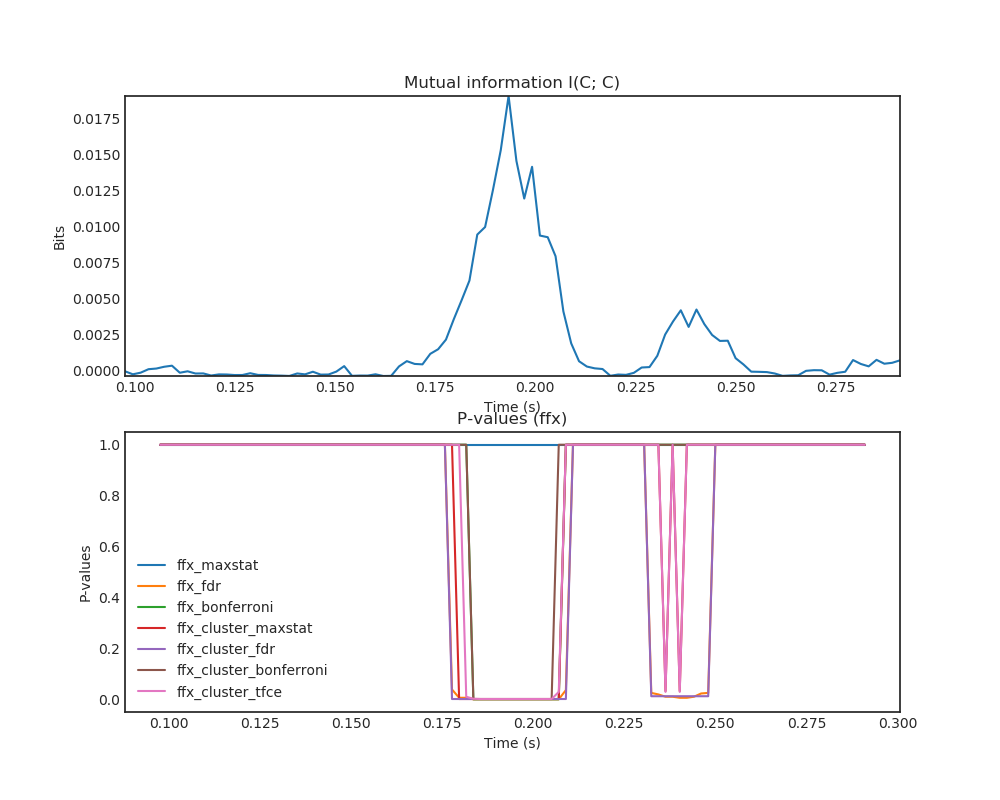 Mutual information I(C; C)
0.0175
0.0150
0.0125
0.0100
0.0075
0.0050
0.0025
0.0000
Bits
0.100 0.125 0.150 0.175 0.200 0.225 0.250 0.275
Time (s)
P-values (ffx)
1.0
0.8
0.6
0.4
0.2
0.0
P-values
ffx_maxstat
ffx_fdr
ffx_bonferroni
ffx_cluster_maxstat
ffx_cluster_fdr
ffx_cluster_bonferroni
ffx_cluster_tfce
0.100 0.125 0.150 0.175 0.200 0.225 0.250 0.275 0.300
Time (s)